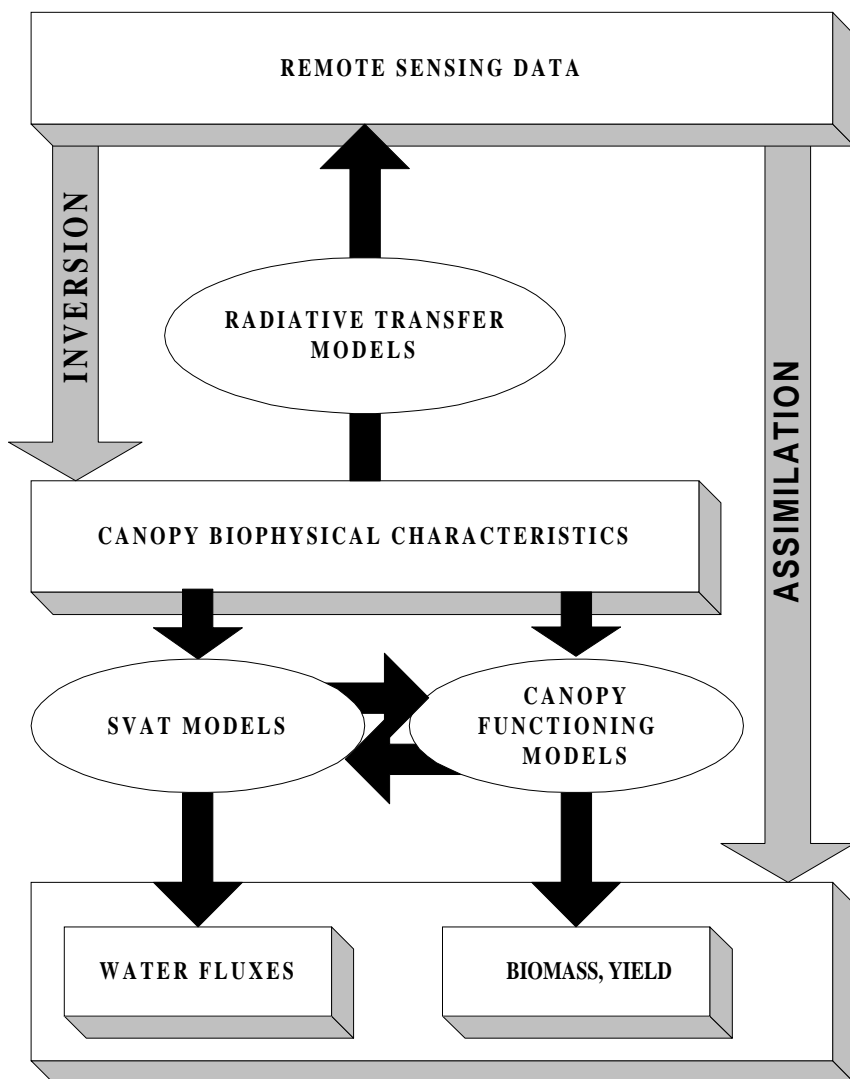 REMOTE SENSING DATA
INVERSION
RADIATIVE TRANSFER
MODELS
ASSIMILATION
CANOPY BIOPHYSICAL CHARACTERISTICS
SVAT MODELS
CANOPY
FUNCTIONING
MODELS
WATER FLUXES
BIOMASS, YIELD